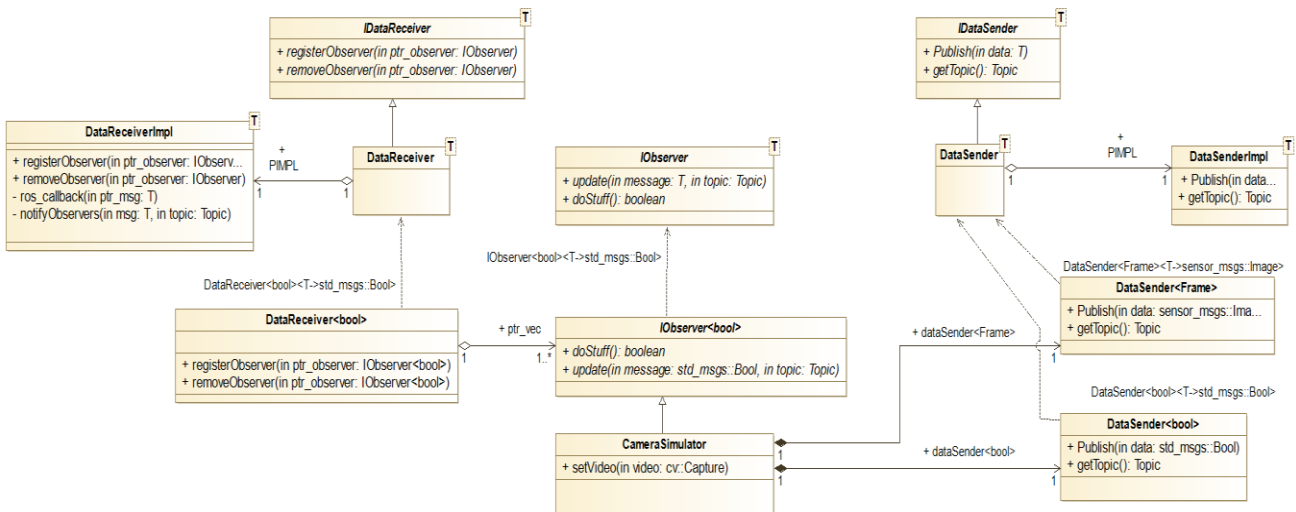 IDataReceiver
T
+ registerObserver(in ptr_observer: IObserver)
+ removeObserver(in ptr_observer: IObserver)
IDataSender
T
+ Publish(in data: T)
+ getTopic(): Topic
DataReceiverImpl
T
+ registerObserver(in ptr_observer: IObserv...
+ removeObserver(in ptr_observer: IObserver)
- ros_callback(in ptr_msg: T)
- notifyObservers(in msg: T, in topic: Topic)
+
PIMPL
1
1
DataReceiver
T
IObserver
T
+ update(in message: T, in topic: Topic)
+ doStuff(): boolean
DataSender
T
+
PIMPL
1
1
DataSenderImpl
T
+ Publish(in data...
+ getTopic(): Topic
DataReceiver<bool><T->std_msgs::Bool>
IObserver<bool><T->std_msgs::Bool>
DataSender<Frame><T->sensor_msgs::Image>
DataSender<Frame>
+ Publish(in data: sensor_msgs::Ima...
+ getTopic(): Topic
DataReceiver<bool>
+ registerObserver(in ptr_observer: IObserver<bool>)
+ removeObserver(in ptr_observer: IObserver<bool>)
+ ptr_vec
1
1..*
IObserver<bool>
+ doStuff(): boolean
+ update(in message: std_msgs::Bool, in topic: Topic)
+ dataSender<Frame>
1
1
DataSender<bool><T->std_msgs::Bool>
CameraSimulator
+ setVideo(in video: cv::Capture)
+ dataSender<bool>
1
1
DataSender<bool>
+ Publish(in data: std_msgs::Bool)
+ getTopic(): Topic